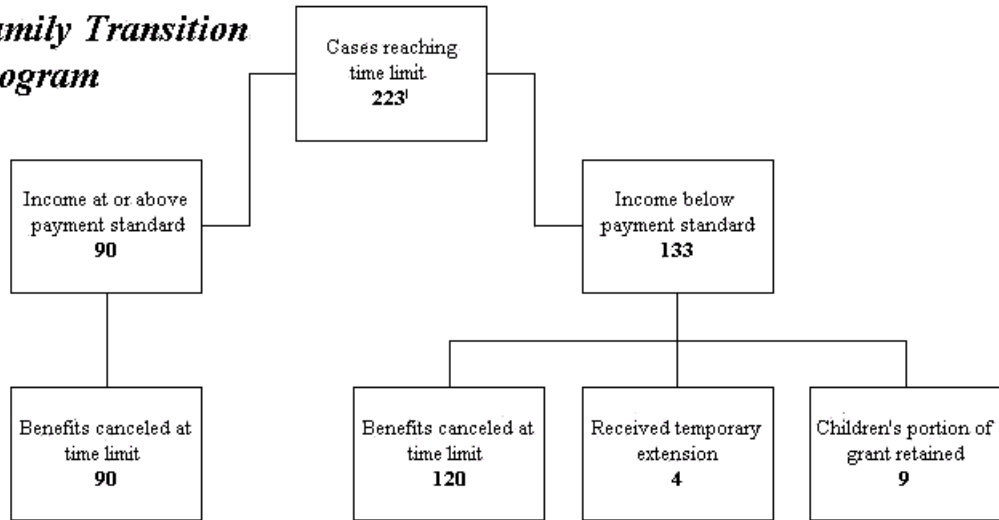 amily Transition
ogram
Cases reaching
time limit
223¹
Income at or above
payment standard
90
Income below
payment standard
133
Benefits canceled at
time limit
90
Benefits canceled at
time limit
120
Received temporary
extension
4
Children's portion of
grant retained
9